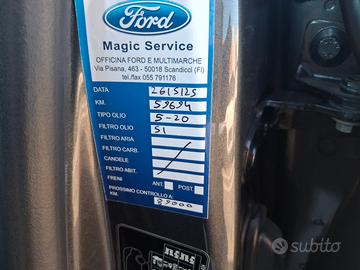 Ford
Magic Service
OFFICINA FORD E MULTIMARCHE
Via Pisana, 463 - 50018 Scandicci (FI)
tel./fax 055 791176
DATA 26/5/25
KM. 59694
TIPO OLIO 5-20
FILTRO OLIO SI
FILTRO ARIA
FILTRO CARB.
CANDELE
FILTRO ABIT.
FRENI ANT. POST.
PROSSIMO CONTROLLO A
KM. 89000
subito